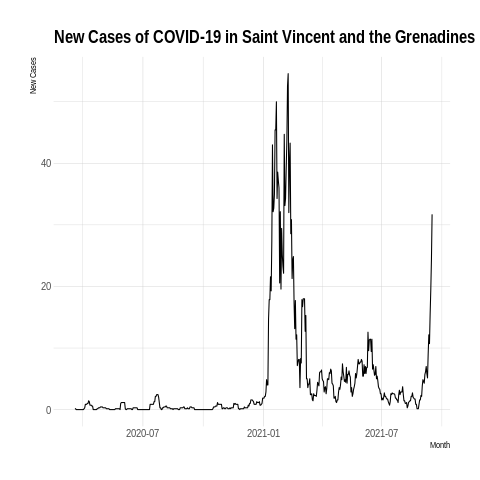 New Cases of COVID-19 in Saint Vincent and the Grenadines
New Cases
40
20
0
2020-07
2021-01
2021-07
Month